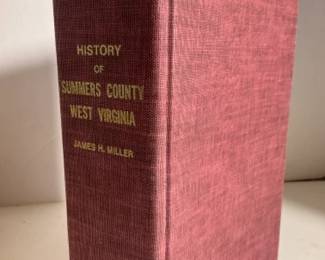 HISTORY
OF
SUMMERS COUNTY
WEST VIRGINIA
JAMES H. MILLER